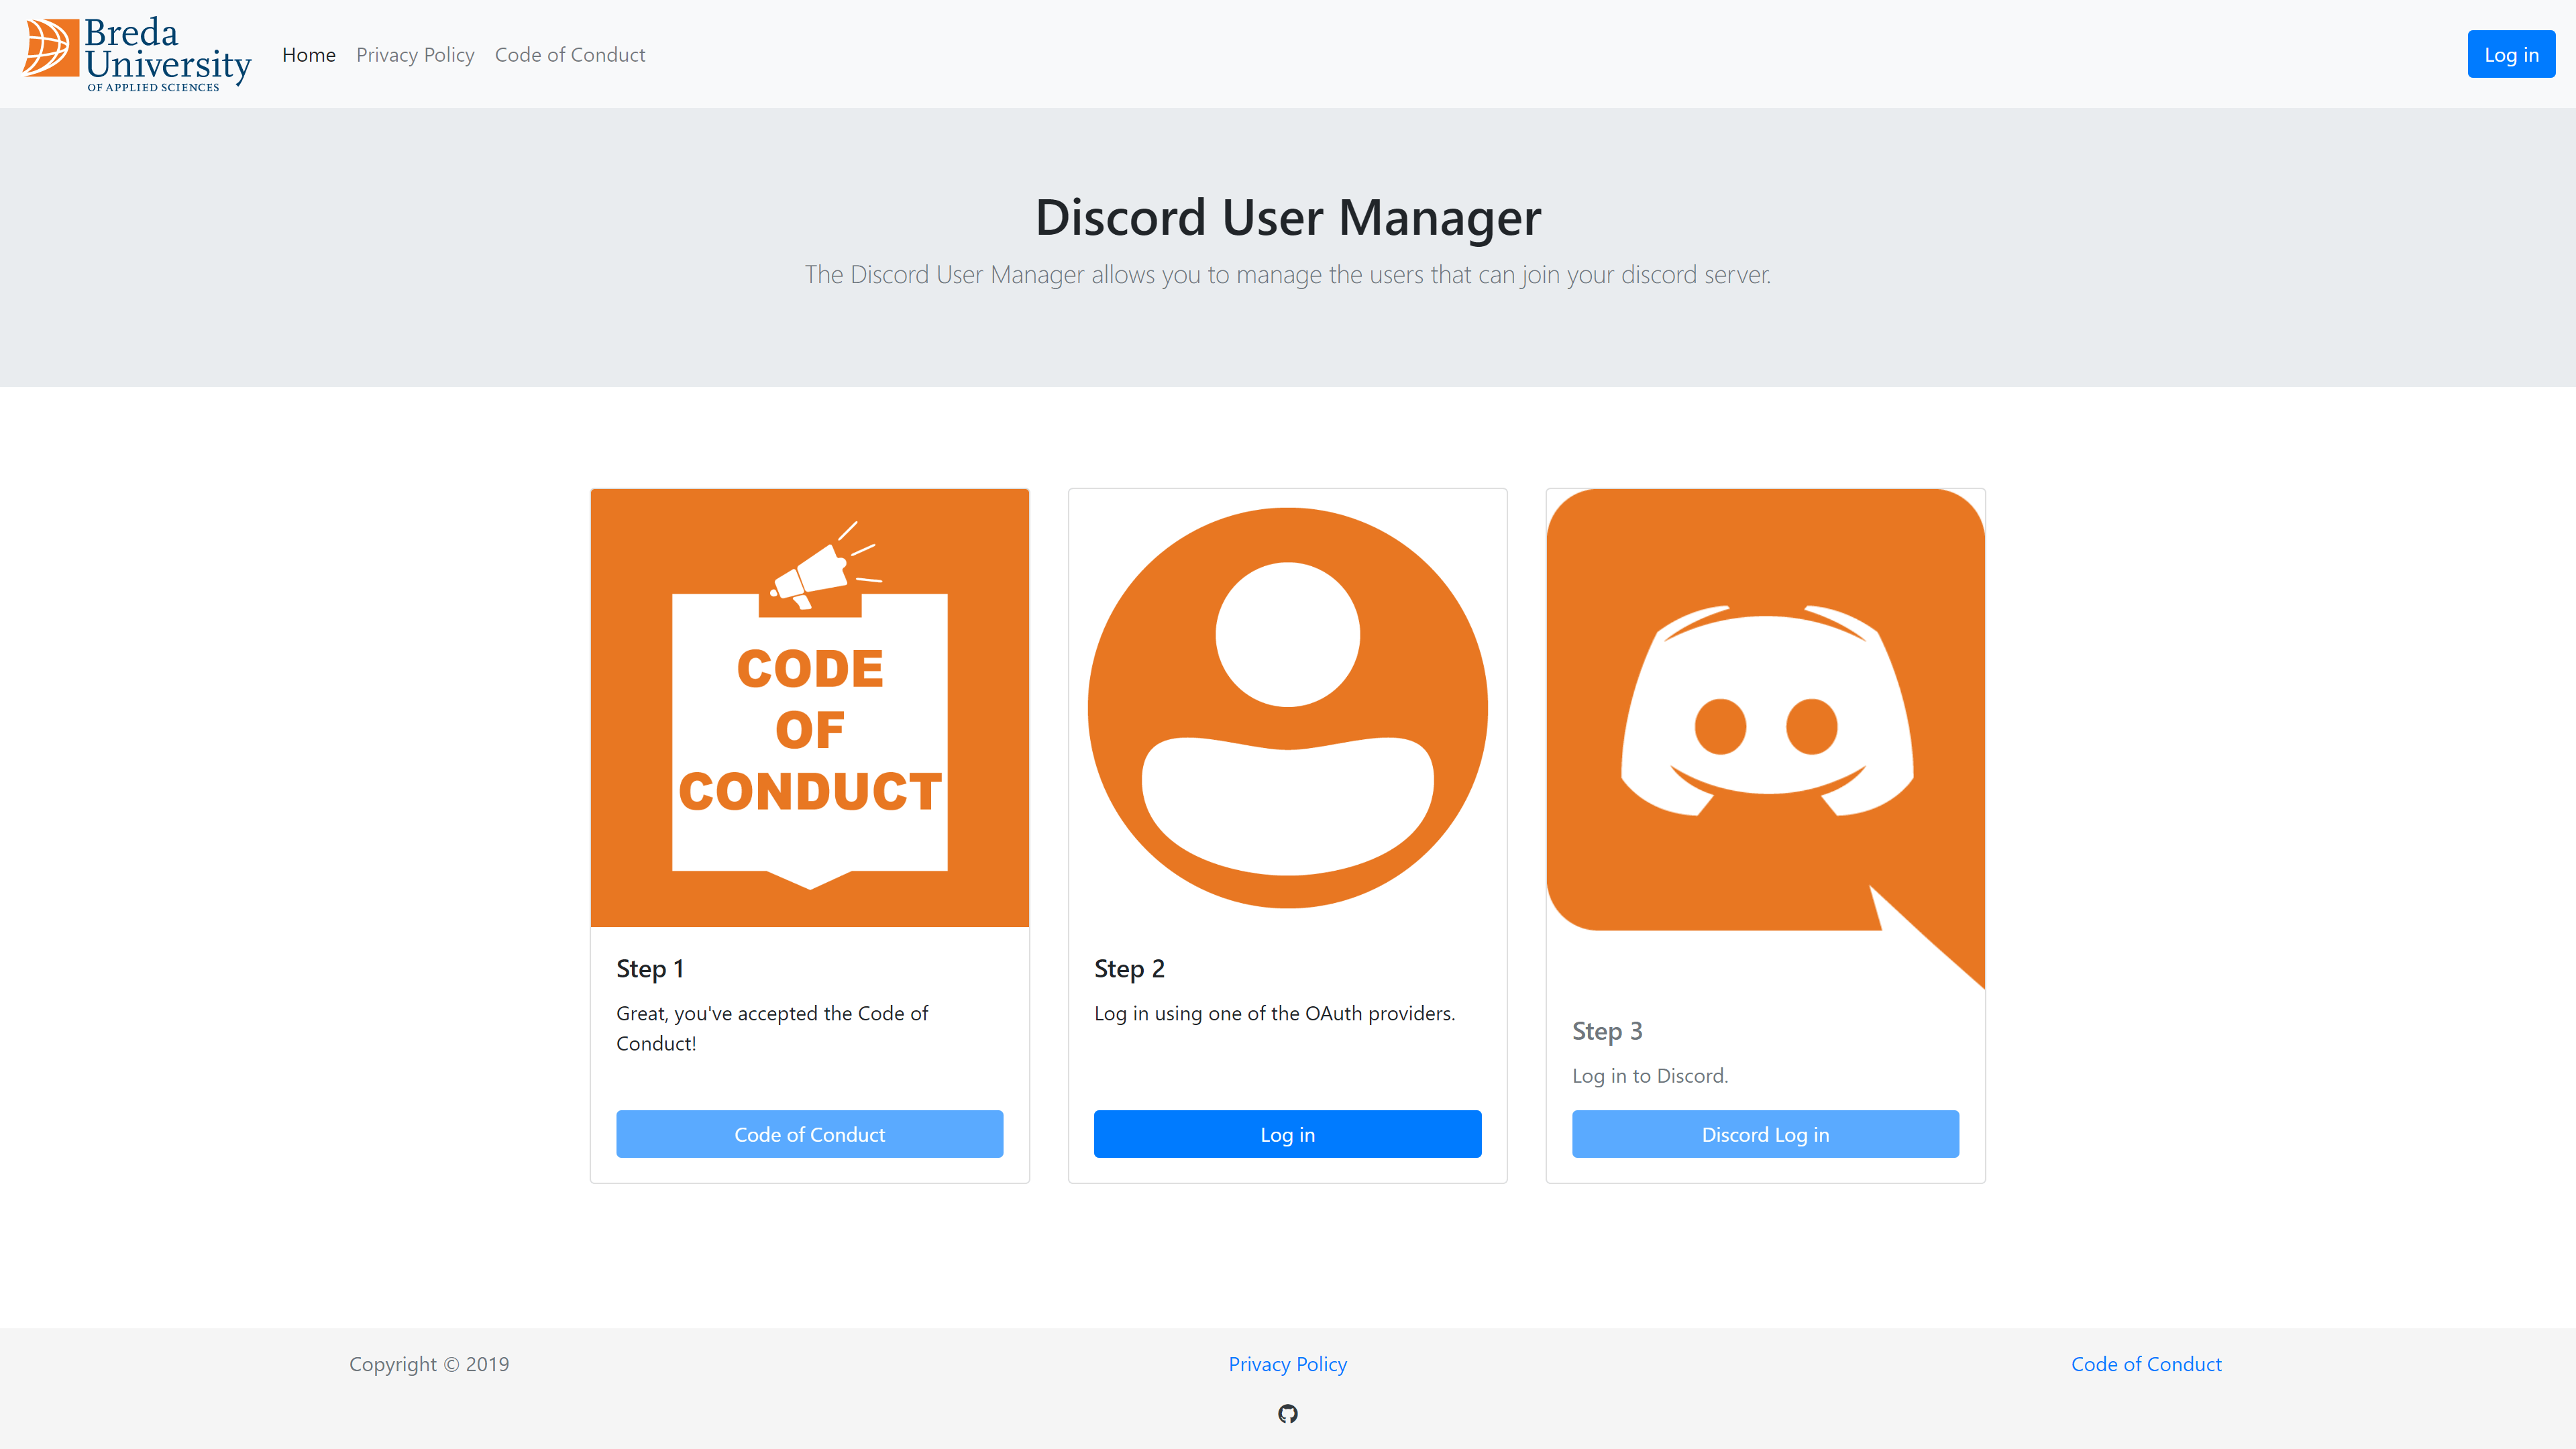 Breda
University
OF APPLIED SCIENCES
Home Privacy Policy Code of Conduct
Log in
Discord User Manager
The Discord User Manager allows you to manage the users that can join your discord server.
CODE
OF
CONDUCT
Step 1
Great, you've accepted the Code of
Conduct!
Code of Conduct
Step 2
Log in using one of the OAuth providers.
Log in
Step 3
Log in to Discord.
Discord Log in
Copyright © 2019
Privacy Policy
Code of Conduct